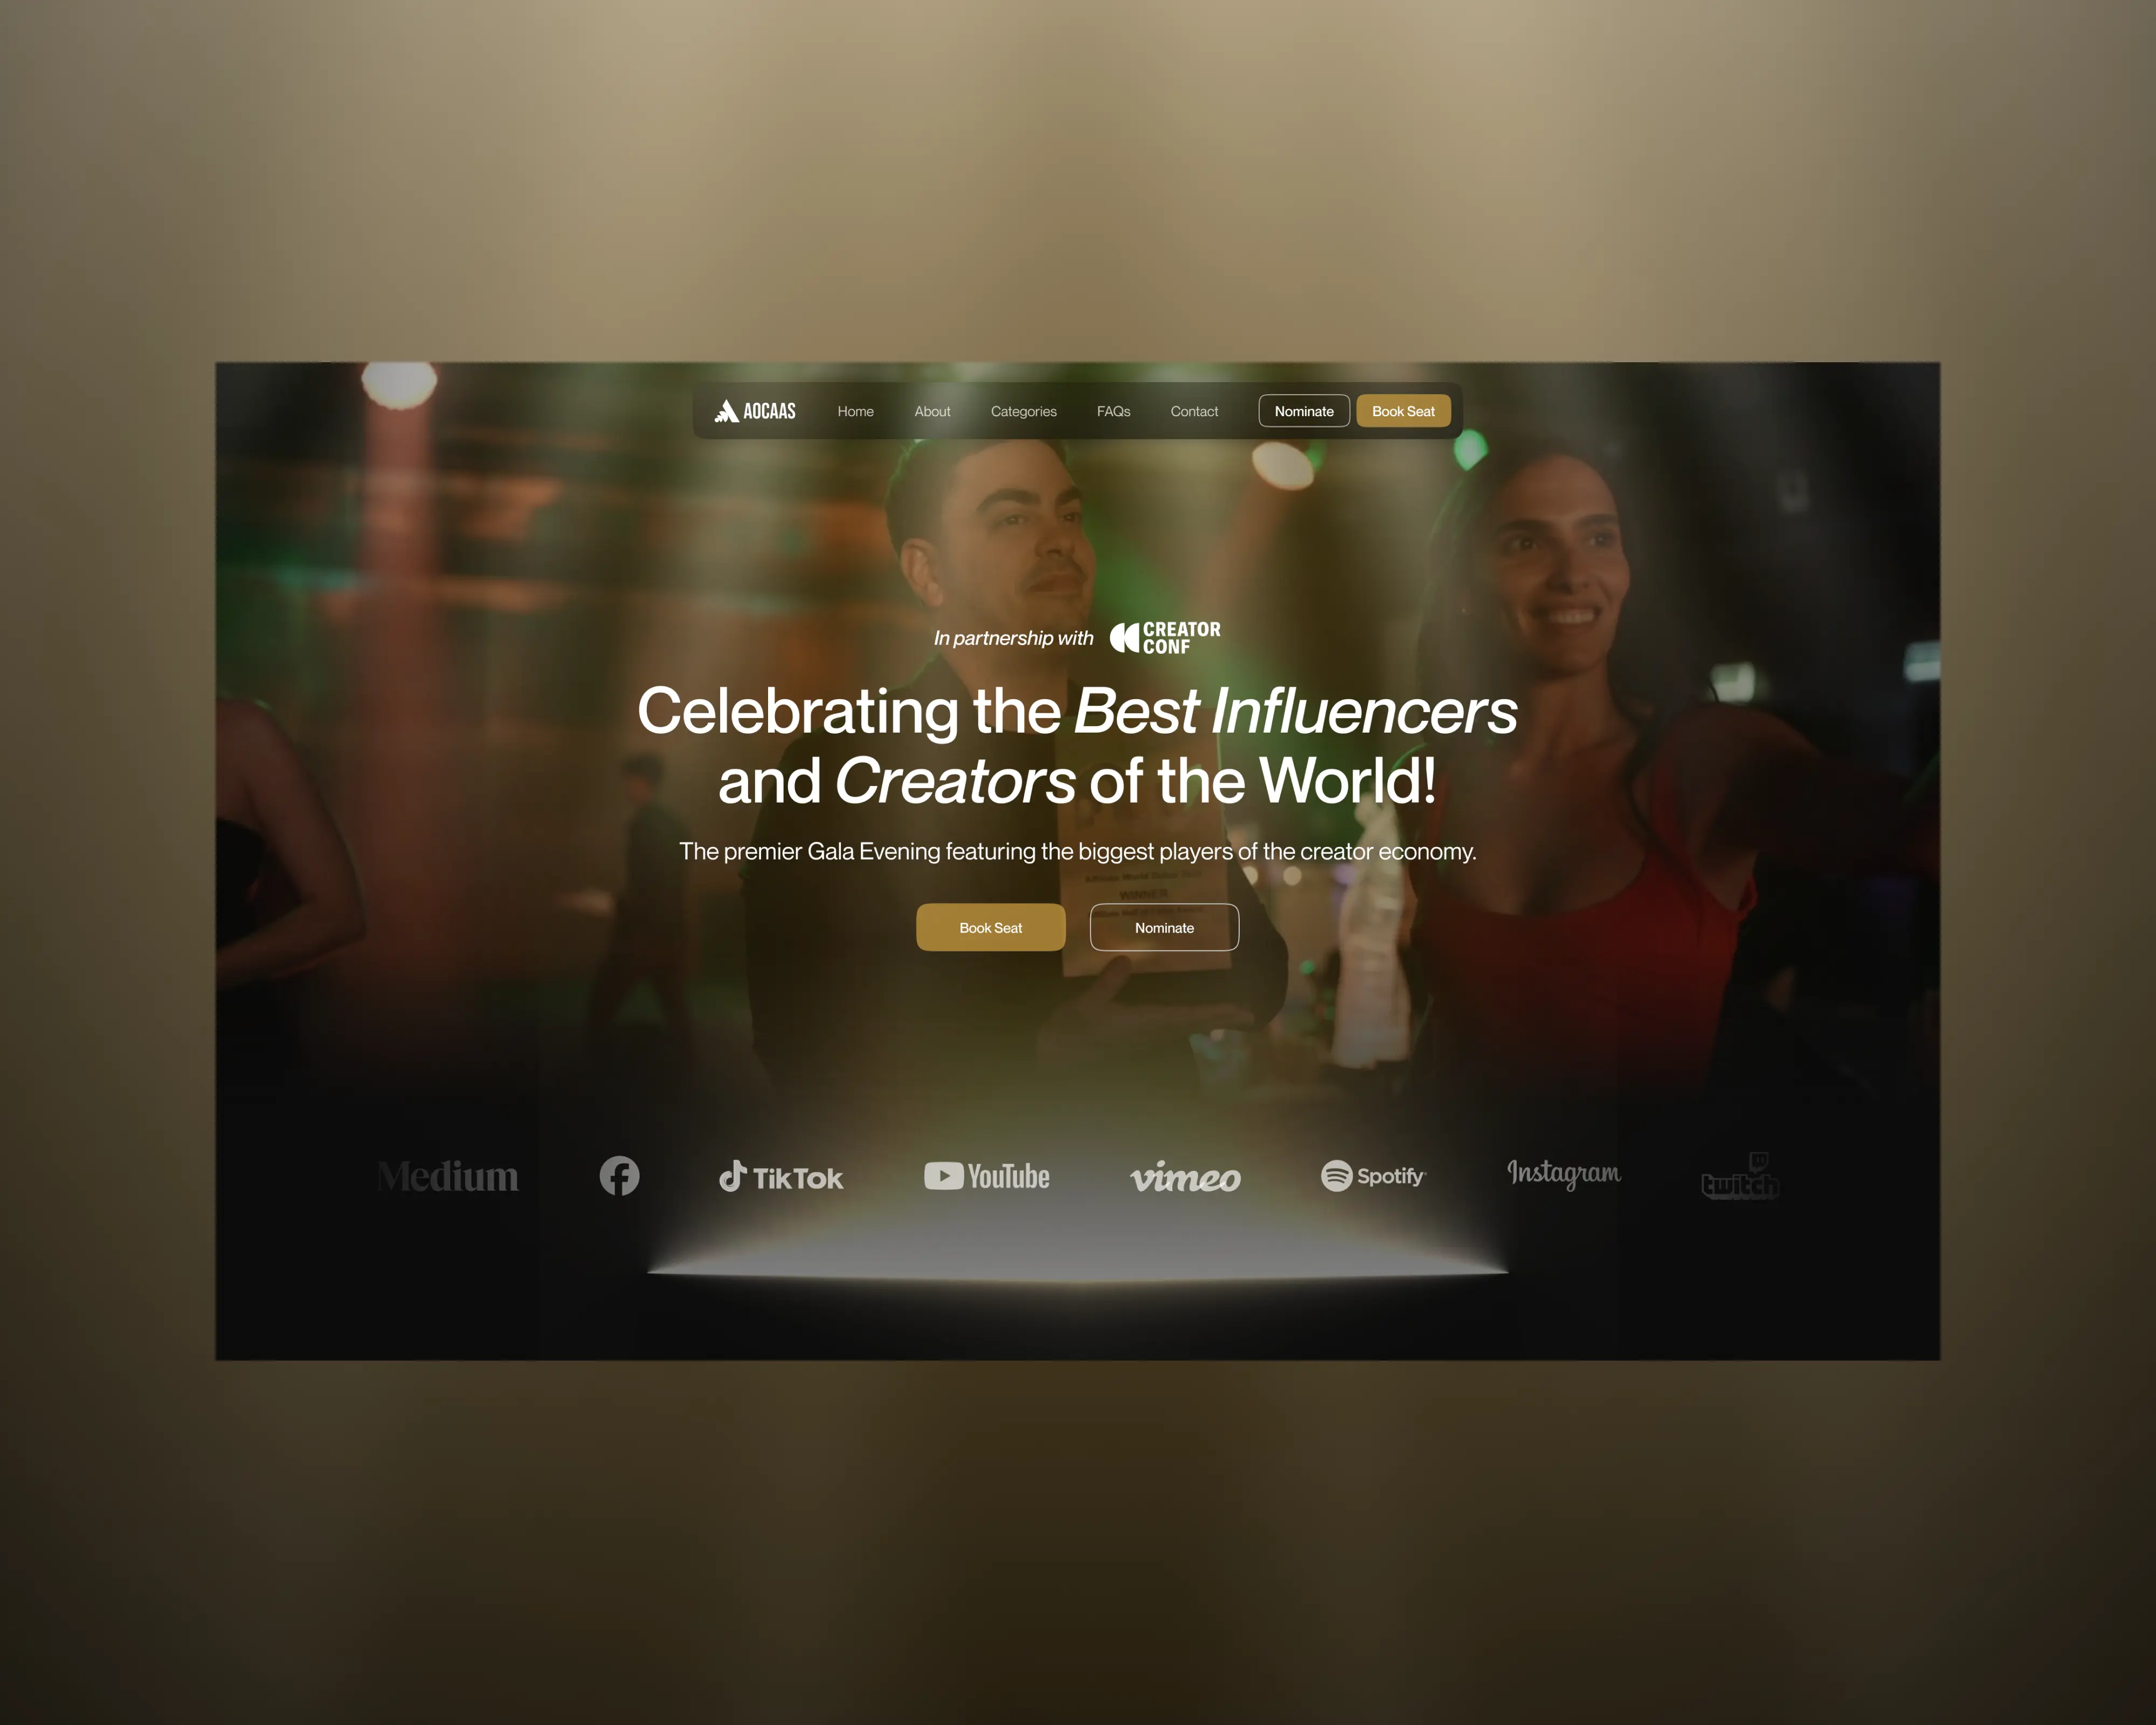 AOCAAS Home About Categories FAQs Contact Nominate Book Seat
In partnership with CREATOR CONF
Celebrating the Best Influencers
and Creators of the World!
The premier Gala Evening featuring the biggest players of the creator economy.
WINNER
Book Seat Nominate
Medium TikTok YouTube vimeo Spotify Instagram twitch